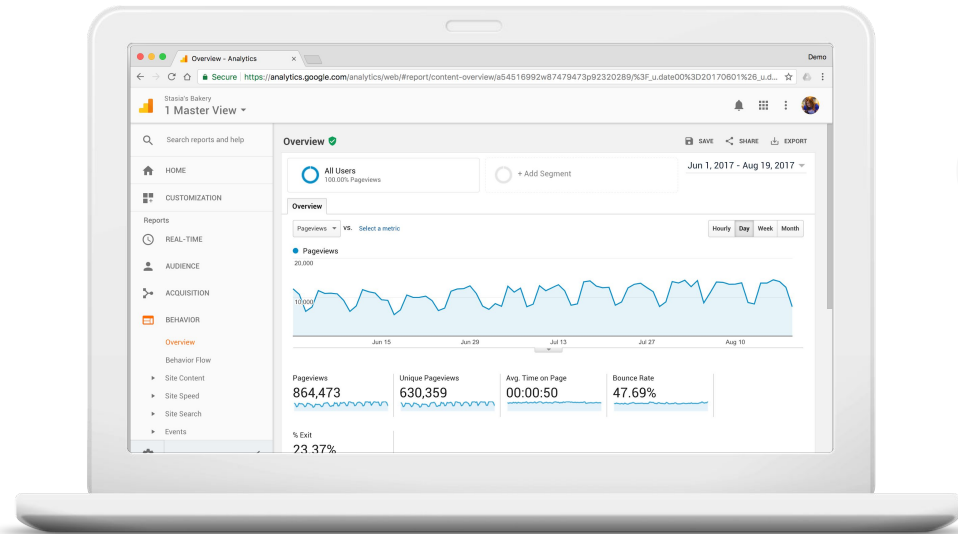 Overview - Analytics
Demo
Secure https://analytics.google.com/analytics/web/#report/content-overview/a54516992w87479473p92320289/%3F_u.date00%3D20170601%26_u.d...
Stasia's Bakery
1 Master View
Search reports and help
Overview
SAVE SHARE EXPORT
HOME
All Users
100.00% Pageviews
+ Add Segment
Jun 1, 2017 - Aug 19, 2017
CUSTOMIZATION
Overview
Reports
Pageviews VS. Select a metric
Hourly Day Week Month
REAL-TIME
Pageviews
20,000
AUDIENCE
ACQUISITION
10,000
BEHAVIOR
Overview
Jun 15 Jun 29 Jul 13 Jul 27 Aug 10
Behavior Flow
Site Content
Pageviews Unique Pageviews Avg. Time on Page Bounce Rate
864,473 630,359 00:00:50 47.69%
Site Speed
Site Search
Events
% Exit
23.37%